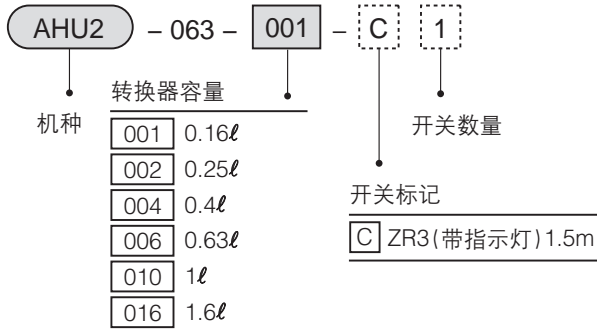 AHU2 – 063 – 001 – C 1
转换器容量
机种
开关数量
001 0.16ℓ
002 0.25ℓ
004 0.4ℓ
006 0.63ℓ
010 1ℓ
016 1.6ℓ
开关标记
C ZR3(带指示灯)1.5m